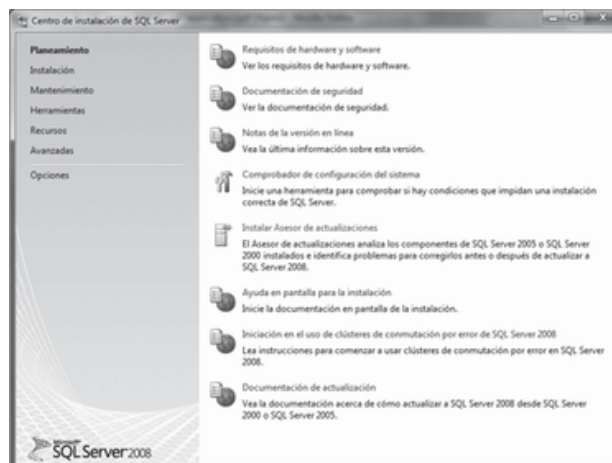 Centro de instalación de SQL Server
Planeamiento
Instalación
Mantenimiento
Herramientas
Recursos
Avanzadas
Opciones
Requisitos de hardware y software
Ver los requisitos de hardware y software.
Documentación de seguridad
Ver la documentación de seguridad.
Notas de la versión en línea
Vea la última información sobre esta versión.
Comprobador de configuración del sistema
Inicie una herramienta para comprobar si hay condiciones que impidan una instalación
correcta de SQL Server.
Instalar Asesor de actualizaciones
El Asesor de actualizaciones analiza los componentes de SQL Server 2005 o SQL Server
2000 instalados e identifica problemas para corregirlos antes o después de actualizar a
SQL Server 2008.
Ayuda en pantalla para la instalación
Inicie la documentación en pantalla de la instalación.
Iniciación en el uso de clústeres de conmutación por error de SQL Server 2008
Lea instrucciones para comenzar a usar clústeres de conmutación por error en SQL Server
2008.
Documentación de actualización
Vea la documentación acerca de cómo actualizar a SQL Server 2008 desde SQL Server
2000 o SQL Server 2005.
Microsoft
SQL Server 2008